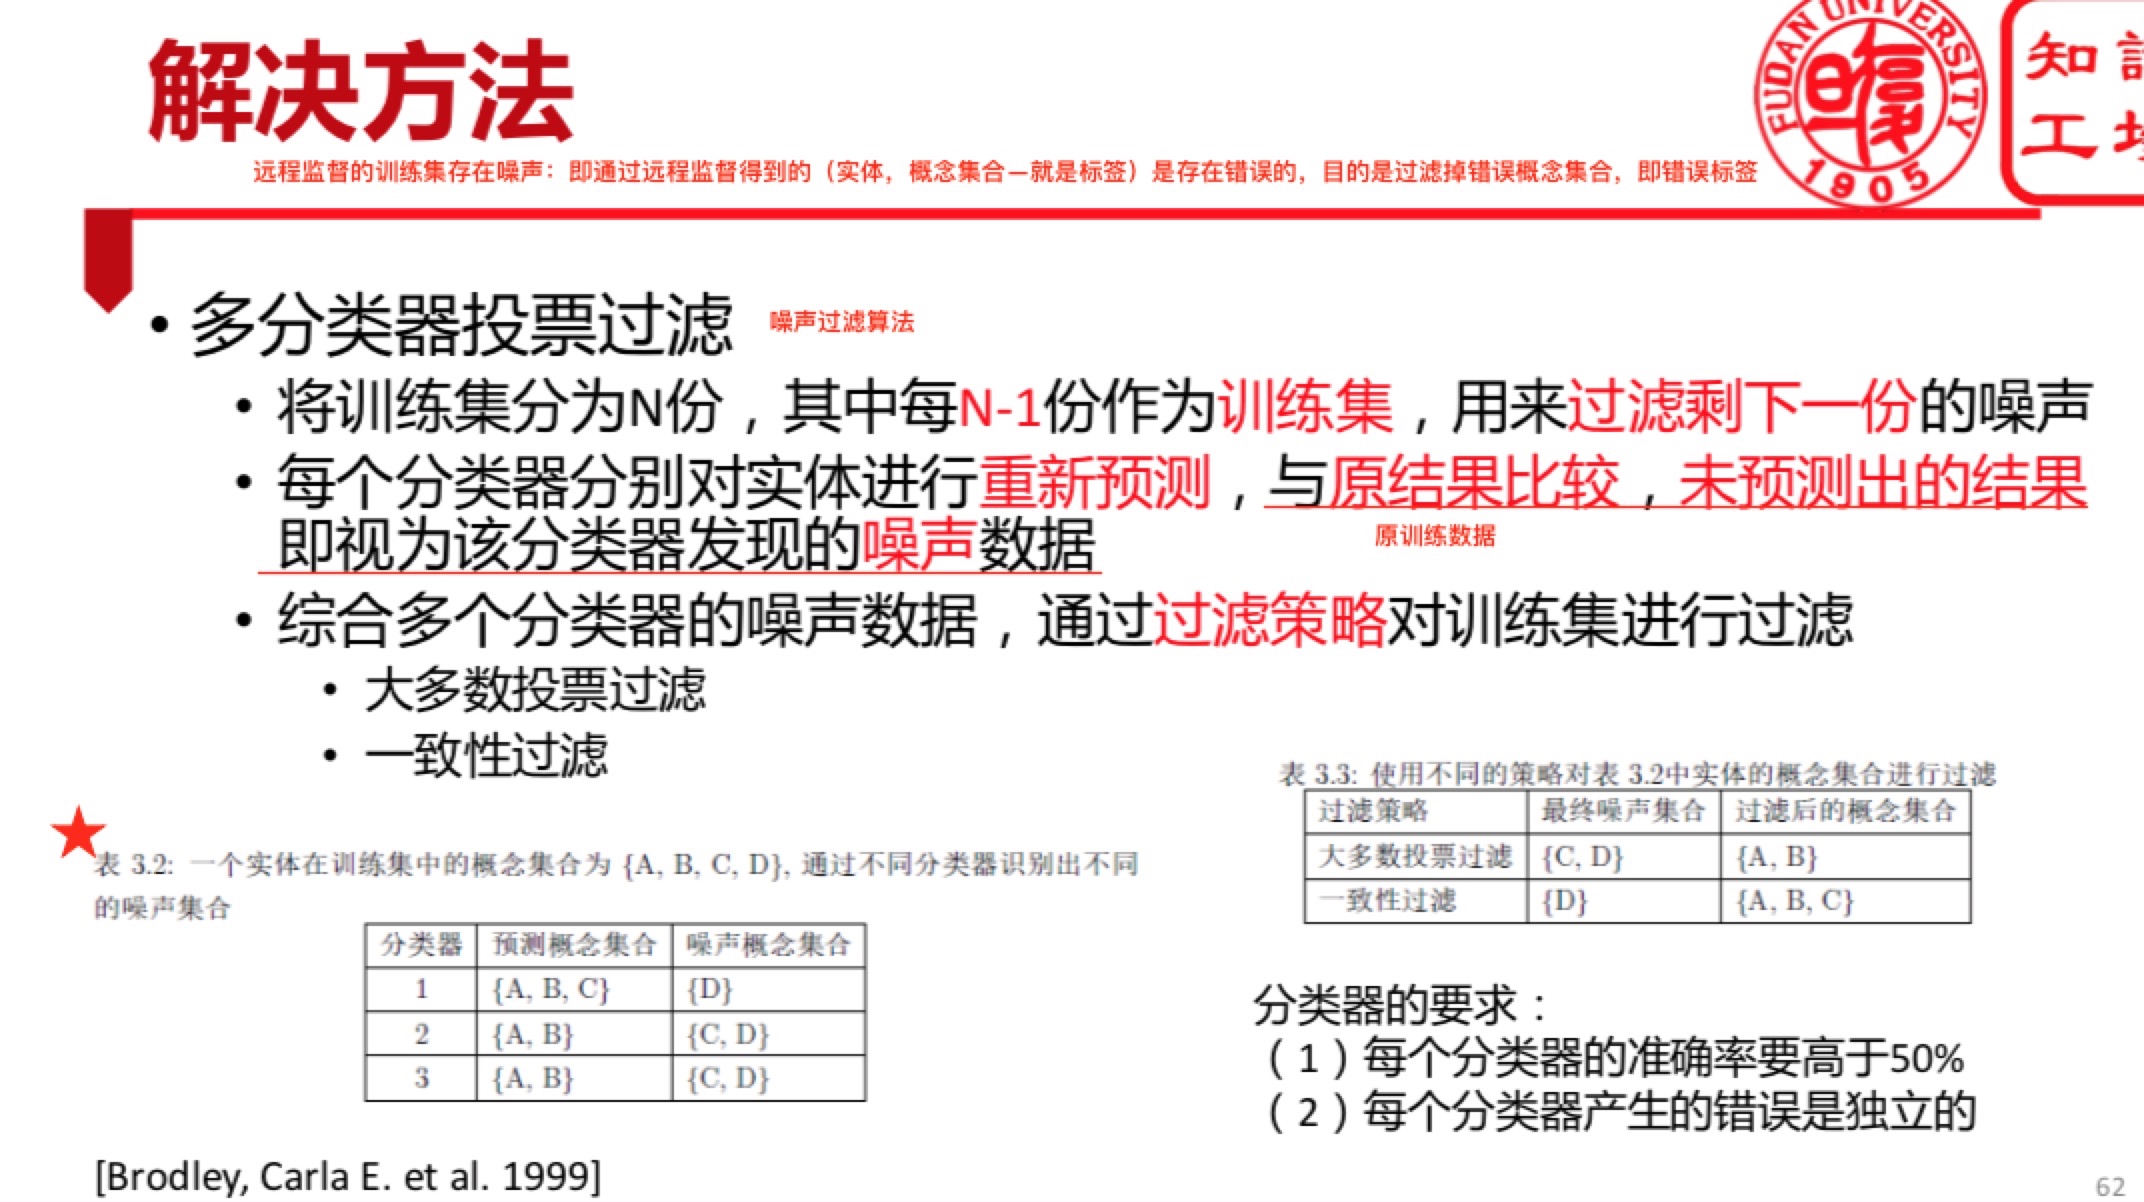 解决方法
FUDAN UNIVERSITY
1905
知
工
远程监督的训练集存在噪声：即通过远程监督得到的（实体，概念集合—就是标签）是存在错误的，目的是过滤掉错误概念集合，即错误标签
• 多分类器投票过滤 噪声过滤算法
• 将训练集分为N份，其中每N-1份作为训练集，用来过滤剩下一份的噪声
• 每个分类器分别对实体进行重新预测，与原结果比较，未预测出的结果
即视为该分类器发现的噪声数据
原训练数据
• 综合多个分类器的噪声数据，通过过滤策略对训练集进行过滤
• 大多数投票过滤
• 一致性过滤
表 3.2: 一个实体在训练集中的概念集合为 {A, B, C, D}, 通过不同分类器识别出不同
的噪声集合
分类器 预测概念集合 噪声概念集合
1 {A, B, C} {D}
2 {A, B} {C, D}
3 {A, B} {C, D}
表 3.3: 使用不同的策略对表 3.2中实体的概念集合进行过滤
过滤策略 最终噪声集合 过滤后的概念集合
大多数投票过滤 {C, D} {A, B}
一致性过滤 {D} {A, B, C}
分类器的要求：
（1）每个分类器的准确率要高于50%
（2）每个分类器产生的错误是独立的
[Brodley, Carla E. et al. 1999]
62